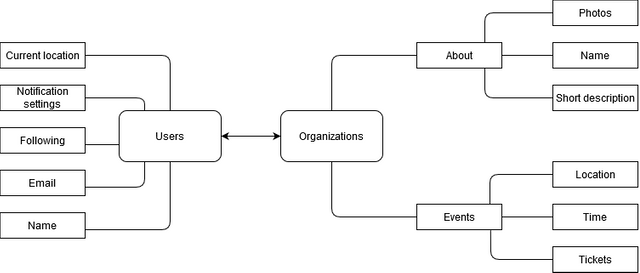 Photos
Current location
About
Name
Notification
settings
Short description
Users
Organizations
Following
Location
Email
Events
Time
Name
Tickets